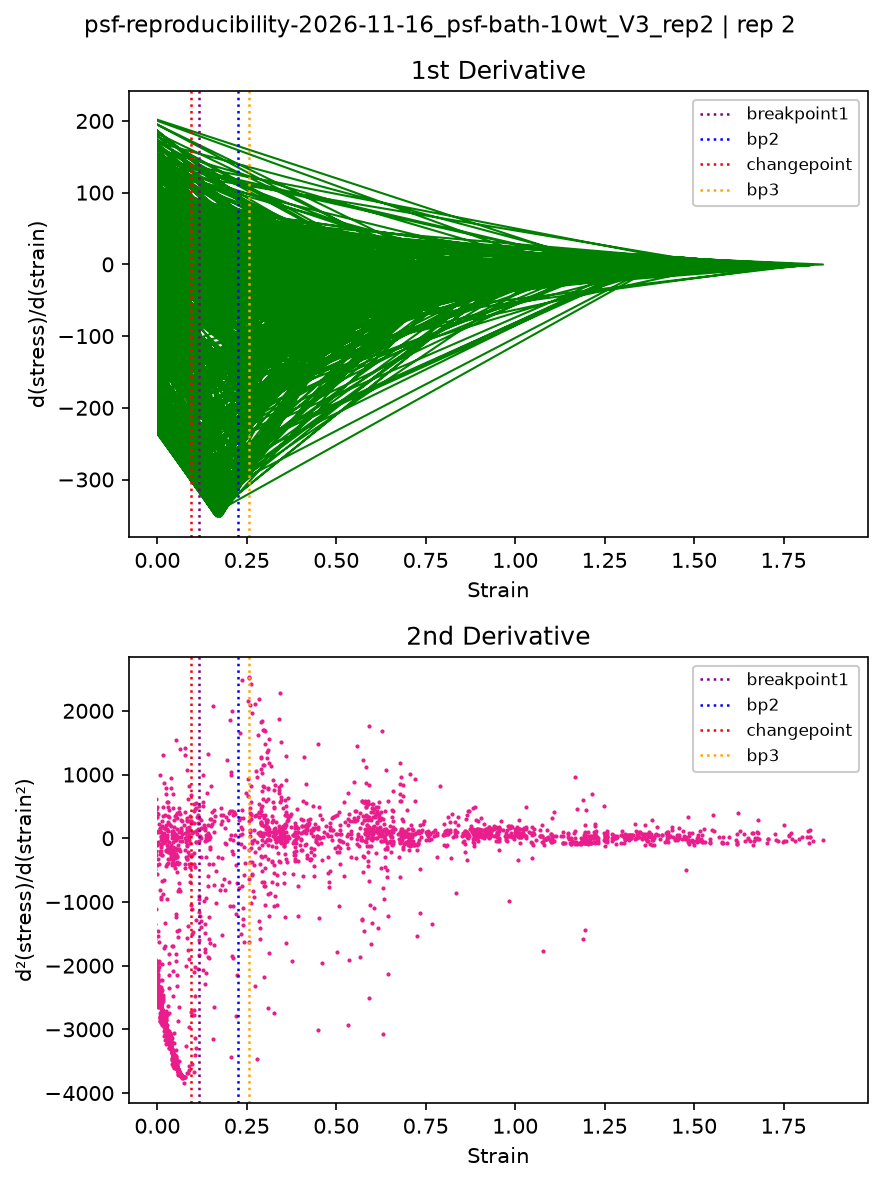 psf-reproducibility-2026-11-16_psf-bath-10wt_V3_rep2 | rep 2
1st Derivative
breakpoint1
bp2
changepoint
bp3
200
100
0
−100
−200
−300
d(stress)/d(strain)
0.00 0.25 0.50 0.75 1.00 1.25 1.50 1.75
Strain
2nd Derivative
breakpoint1
bp2
changepoint
bp3
2000
1000
0
−1000
−2000
−3000
−4000
d²(stress)/d(strain²)
0.00 0.25 0.50 0.75 1.00 1.25 1.50 1.75
Strain